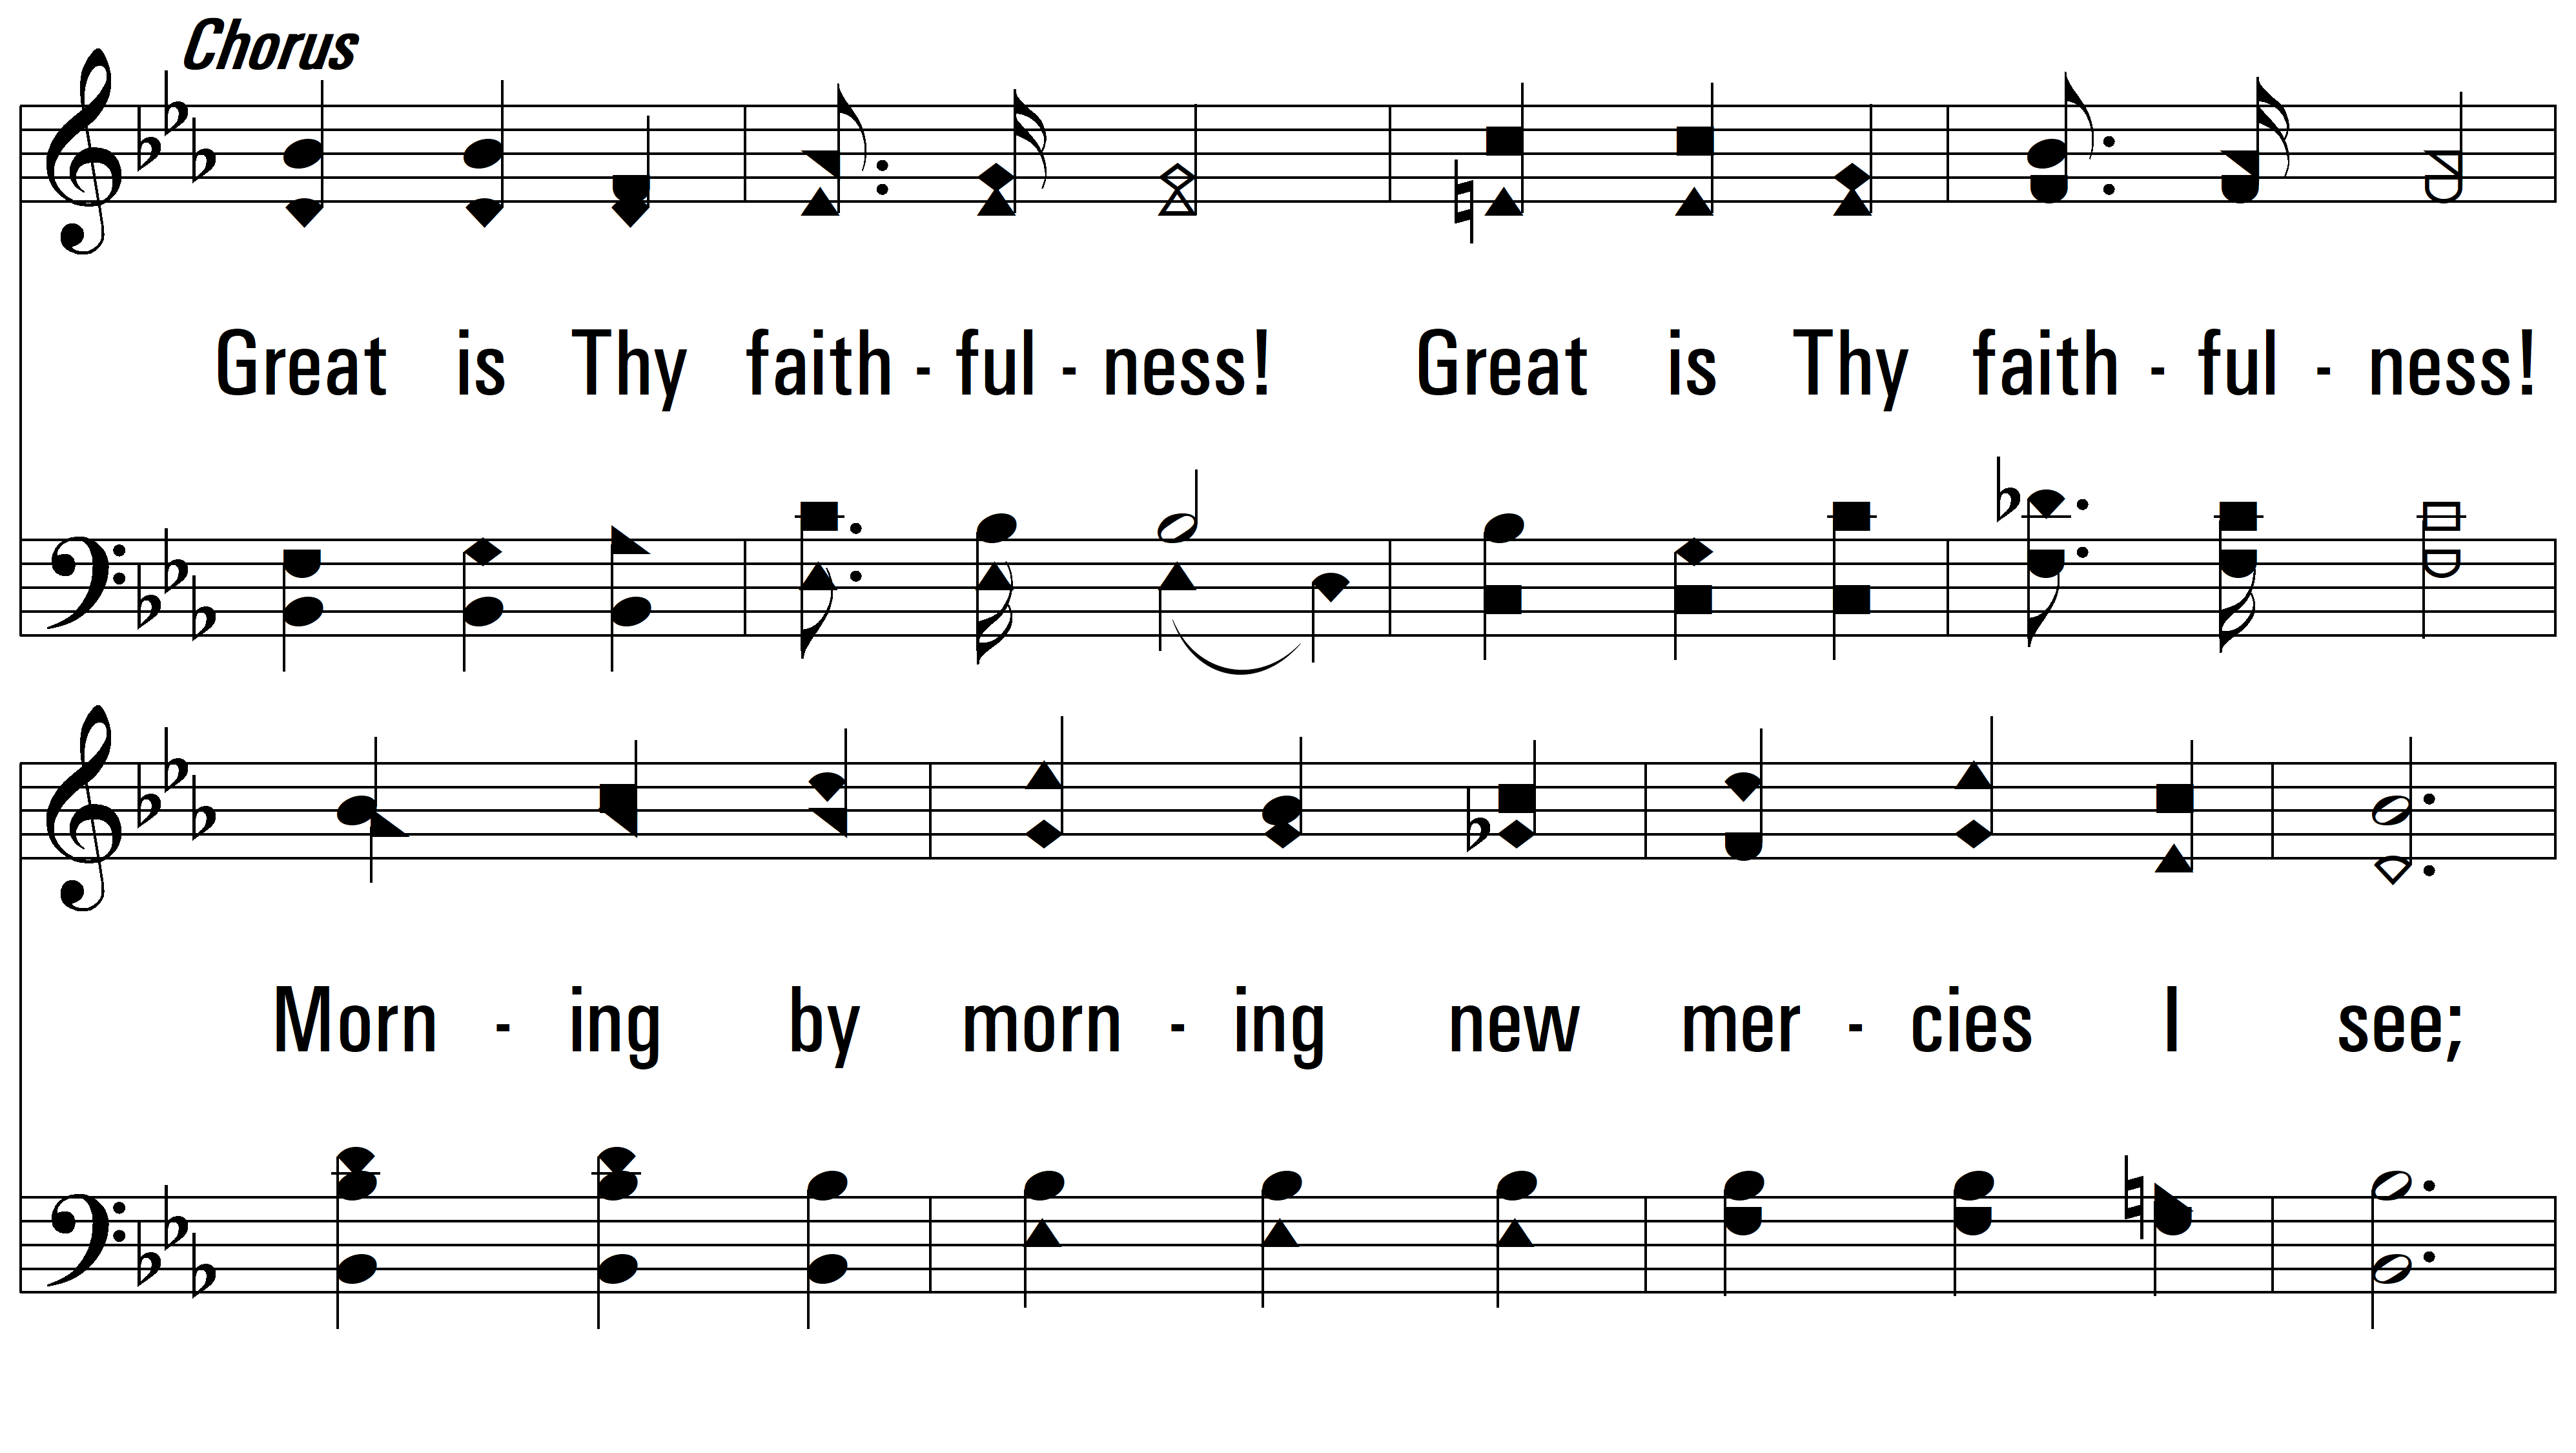 Chorus
Great is Thy faith - ful - ness! Great is Thy faith - ful - ness!
Morn - ing by morn - ing new mer - cies I see;